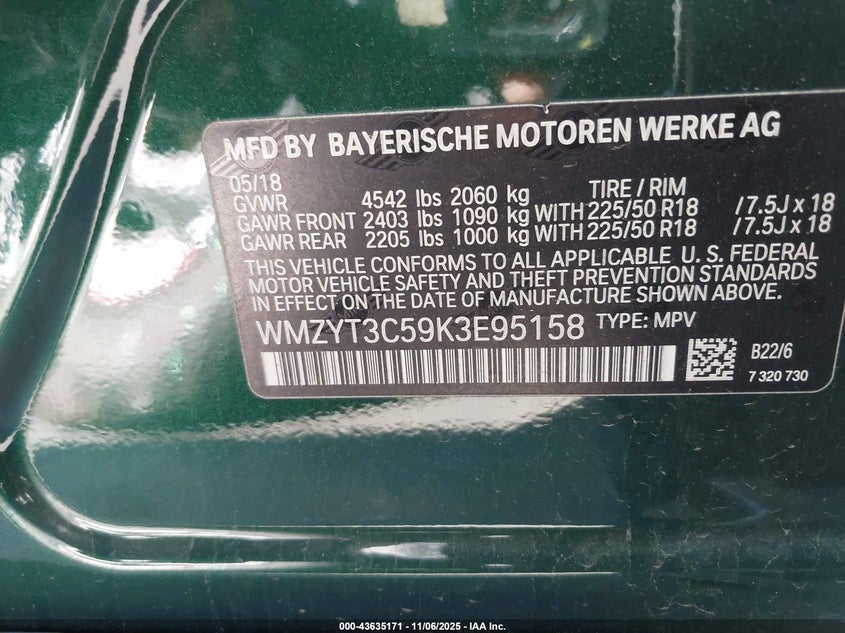 MFD BY BAYERISCHE MOTOREN WERKE AG
05/18 TIRE / RIM
GVWR 4542 lbs 2060 kg
GAWR FRONT 2403 lbs 1090 kg WITH 225/50 R18 / 7.5J x 18
GAWR REAR 2205 lbs 1000 kg WITH 225/50 R18 / 7.5J x 18
THIS VEHICLE CONFORMS TO ALL APPLICABLE U. S. FEDERAL
MOTOR VEHICLE SAFETY AND THEFT PREVENTION STANDARDS
IN EFFECT ON THE DATE OF MANUFACTURE SHOWN ABOVE.
WMZYT3C59K3E95158 TYPE: MPV
B22/6
7 320 730
000-43635171 - 11/06/2025 - IAA Inc.